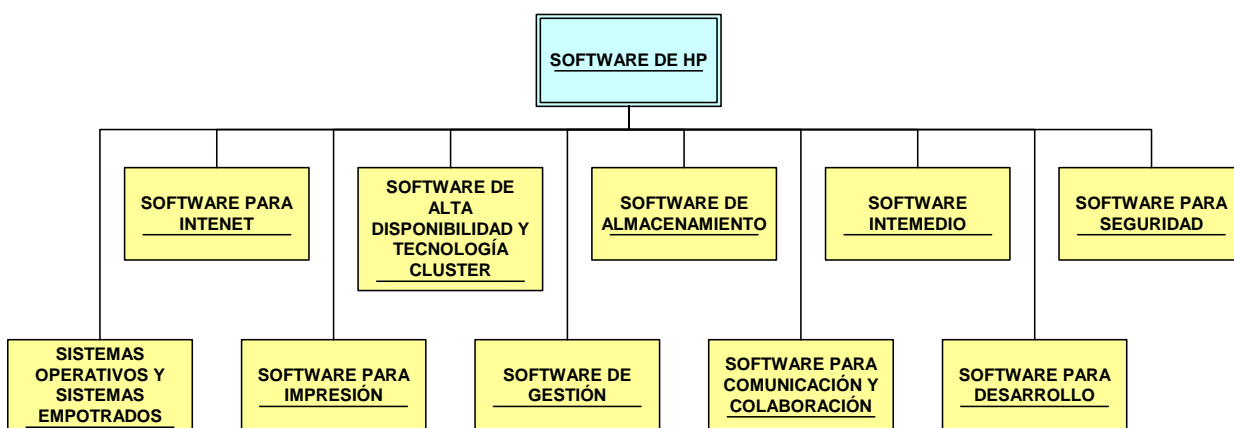 SOFTWARE DE HP
SOFTWARE PARA
INTENET
SOFTWARE DE
ALTA
DISPONIBILIDAD Y
TECNOLOGÍA
CLUSTER
SOFTWARE DE
ALMACENAMIENTO
SOFTWARE
INTEMEDIO
SOFTWARE PARA
SEGURIDAD
SISTEMAS
OPERATIVOS Y
SISTEMAS
EMPOTRADOS
SOFTWARE PARA
IMPRESIÓN
SOFTWARE DE
GESTIÓN
SOFTWARE PARA
COMUNICACIÓN Y
COLABORACIÓN
SOFTWARE PARA
DESARROLLO